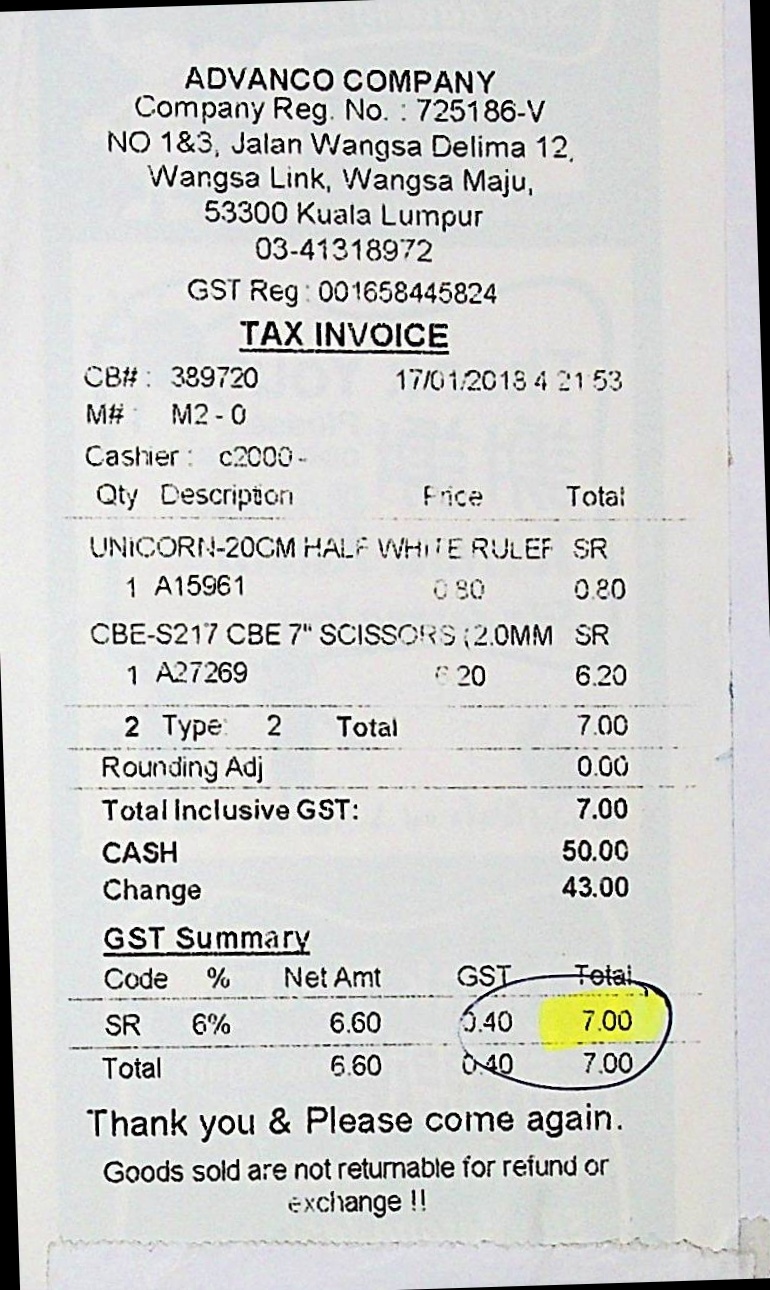 ADVANCO COMPANY
Company Reg. No. : 725186-V
NO 1&3, Jalan Wangsa Delima 12,
Wangsa Link, Wangsa Maju,
53300 Kuala Lumpur
03-41318972
GST Reg : 001658445824
TAX INVOICE
CB# : 389720 17/01/2018 4 21 53
M# : M2 - 0
Cashier : c2000 -
Qty Description Price Total
UNICORN-20CM HALF WHITE RULER SR
1 A15961 0.80 0.80
CBE-S217 CBE 7" SCISSORS (2.0MM SR
1 A27269 6.20 6.20
2 Type: 2 Total 7.00
Rounding Adj 0.00
Total Inclusive GST: 7.00
CASH 50.00
Change 43.00
GST Summary
Code % Net Amt GST Total
SR 6% 6.60 0.40 7.00
Total 6.60 0.40 7.00
Thank you & Please come again.
Goods sold are not returnable for refund or
exchange !!